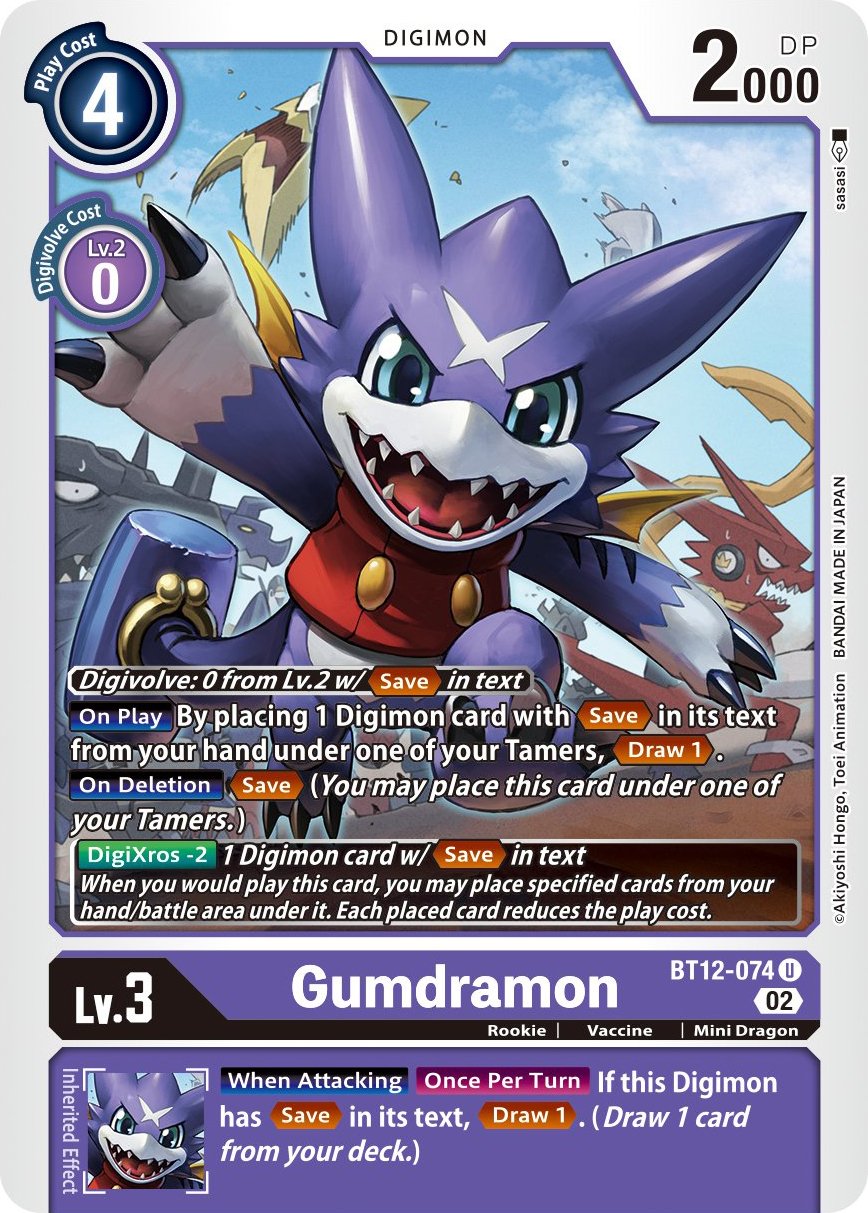 DIGIMON
Play Cost
4
DP
2000
sasasi
Digivolve Cost
Lv.2
0
Digivolve: 0 from Lv.2 w/ Save in text
On Play By placing 1 Digimon card with Save in its text
from your hand under one of your Tamers, Draw 1 .
On Deletion Save (You may place this card under one of
your Tamers.)
DigiXros -2 1 Digimon card w/ Save in text
When you would play this card, you may place specified cards from your
hand/battle area under it. Each placed card reduces the play cost.
©Akiyoshi Hongo, Toei Animation BANDAI MADE IN JAPAN
Lv.3
Gumdramon
BT12-074 U
02
Rookie | Vaccine | Mini Dragon
Inherited Effect
When Attacking Once Per Turn If this Digimon
has Save in its text, Draw 1 . (Draw 1 card
from your deck.)